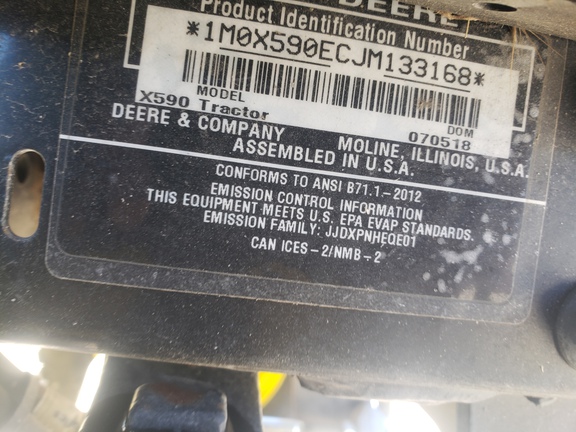 DEERE
Product Identification Number
*1M0X590ECJM133168*
MODEL
DOM
X590 Tractor
070518
DEERE & COMPANY MOLINE, ILLINOIS, U.S.A.
ASSEMBLED IN U.S.A.
CONFORMS TO ANSI B71.1-2012
EMISSION CONTROL INFORMATION
THIS EQUIPMENT MEETS U.S. EPA EVAP STANDARDS.
EMISSION FAMILY: JJDXPNHEQE01
CAN ICES-2/NMB-2